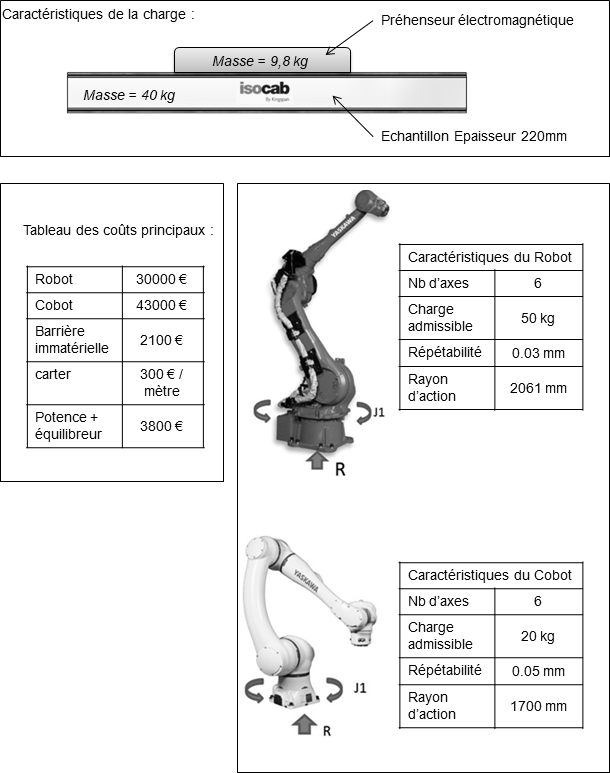 Caractéristiques de la charge :
Préhenseur électromagnétique
Masse = 9,8 kg
Masse = 40 kg
isocab
By Kingspan
Echantillon Epaisseur 220mm
Tableau des coûts principaux :
Robot 30000 €
Cobot 43000 €
Barrière
immatérielle 2100 €
carter 300 € /
mètre
Potence +
équilibreur 3800 €
YASKAWA
J1
R
Caractéristiques du Robot
Nb d'axes 6
Charge
admissible 50 kg
Répétabilité 0.03 mm
Rayon
d'action 2061 mm
YASKAWA
J1
R
Caractéristiques du Cobot
Nb d'axes 6
Charge
admissible 20 kg
Répétabilité 0.05 mm
Rayon
d'action 1700 mm